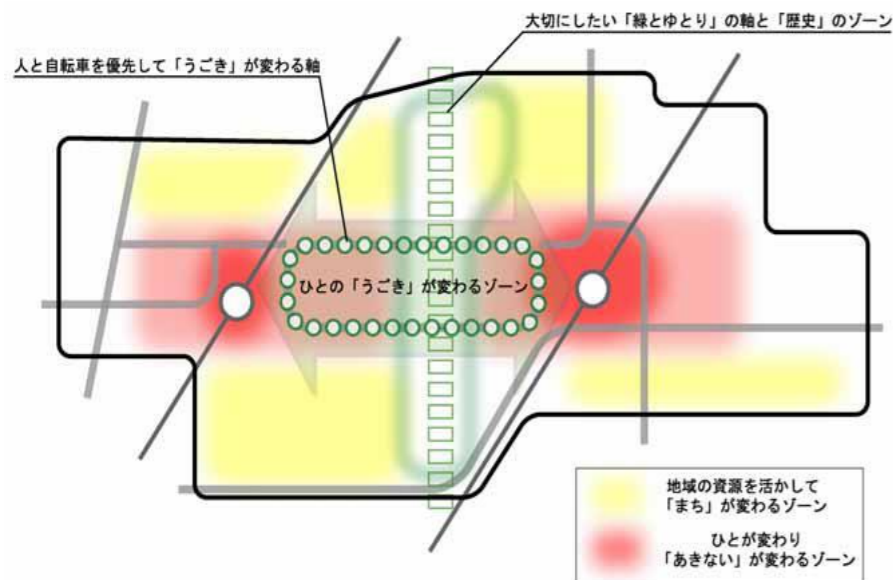 大切にしたい「緑とゆとり」の軸と「歴史」のゾーン
人と自転車を優先して「うごき」が変わる軸
ひとの「うごき」が変わるゾーン
地域の資源を活かして
「まち」が変わるゾーン
ひとが変わり
「あきない」が変わるゾーン